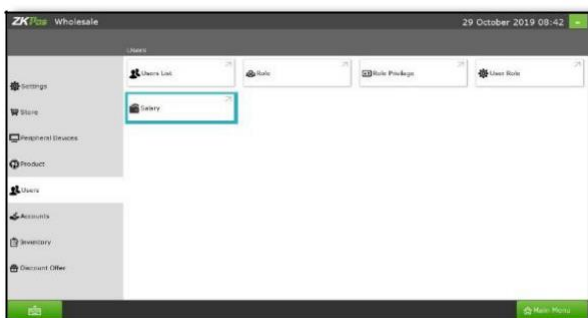 ZKPos Wholesale 29 October 2019 08:42
Users
Users List Role Role Privilege User Role
Salary
Settings
Store
Peripheral Devices
Product
Users
Accounts
Inventory
Discount Offer
Main Menu